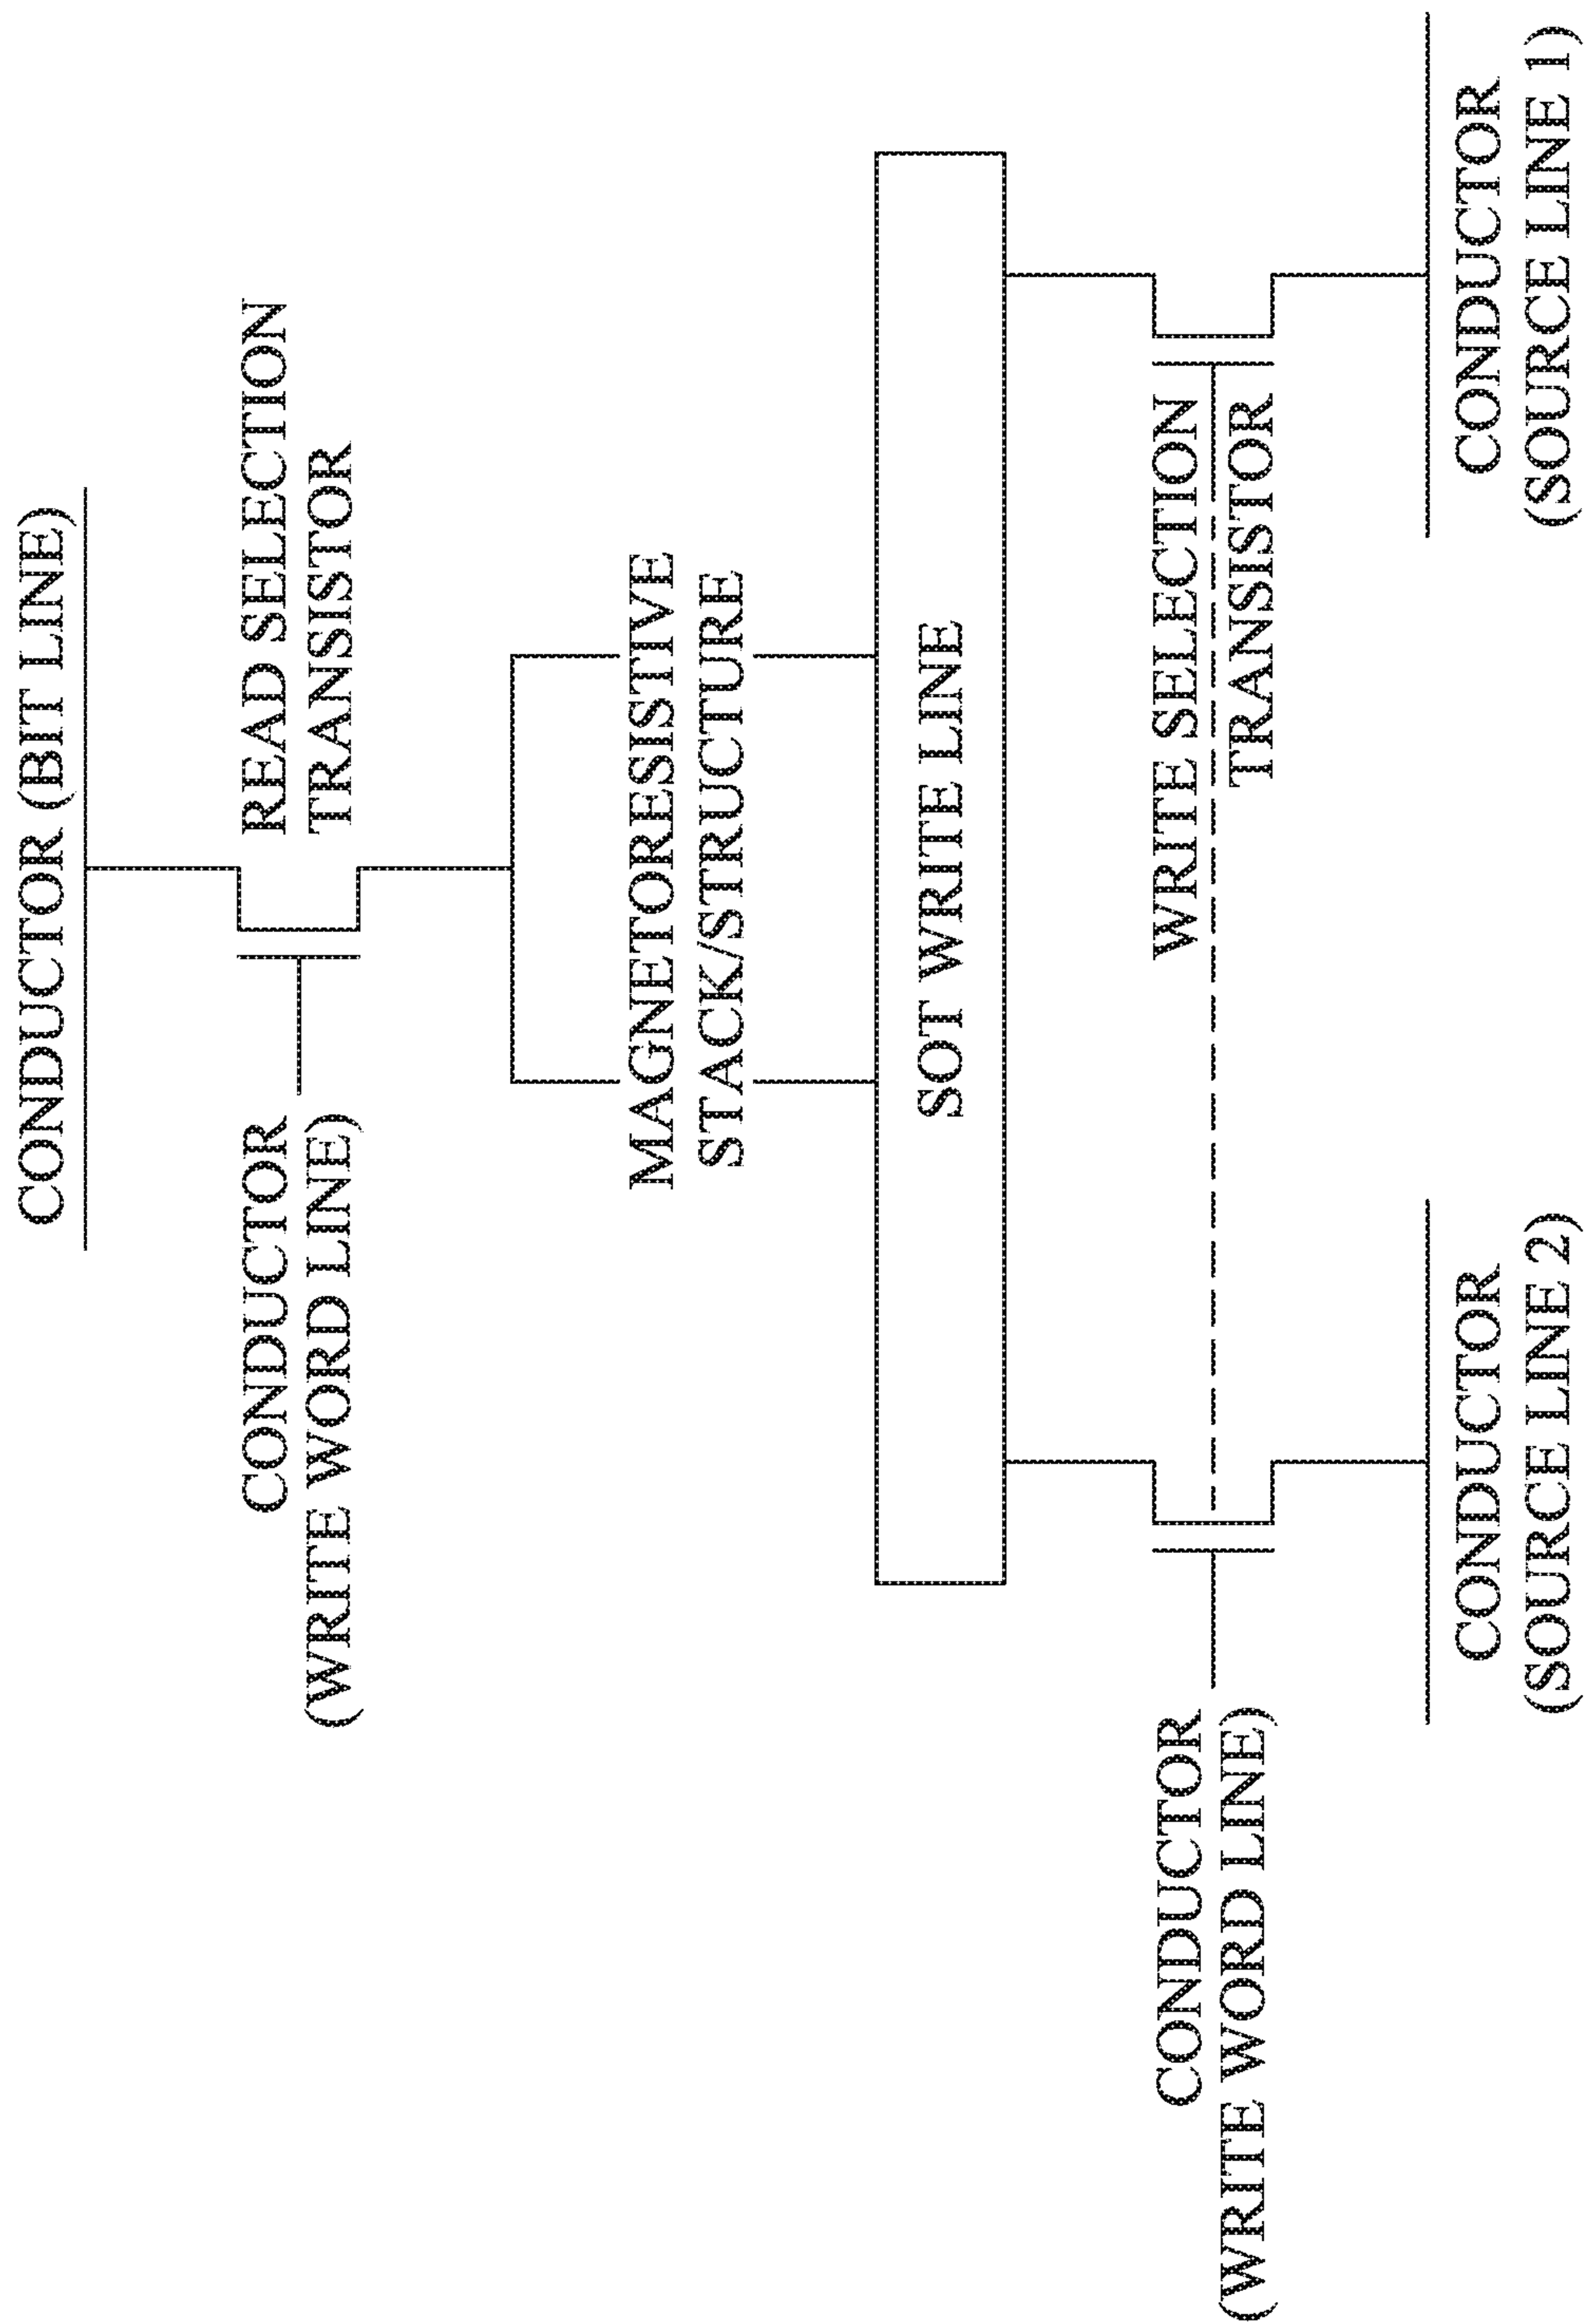 CONDUCTOR (BIT LINE)
CONDUCTOR
(WRITE WORD LINE)
READ SELECTION
TRANSISTOR
MAGNETORESISTIVE
STACK/STRUCTURE
SOT WRITE LINE
CONDUCTOR
(WRITE WORD LINE)
WRITE SELECTION
TRANSISTOR
CONDUCTOR
(SOURCE LINE 2)
CONDUCTOR
(SOURCE LINE 1)